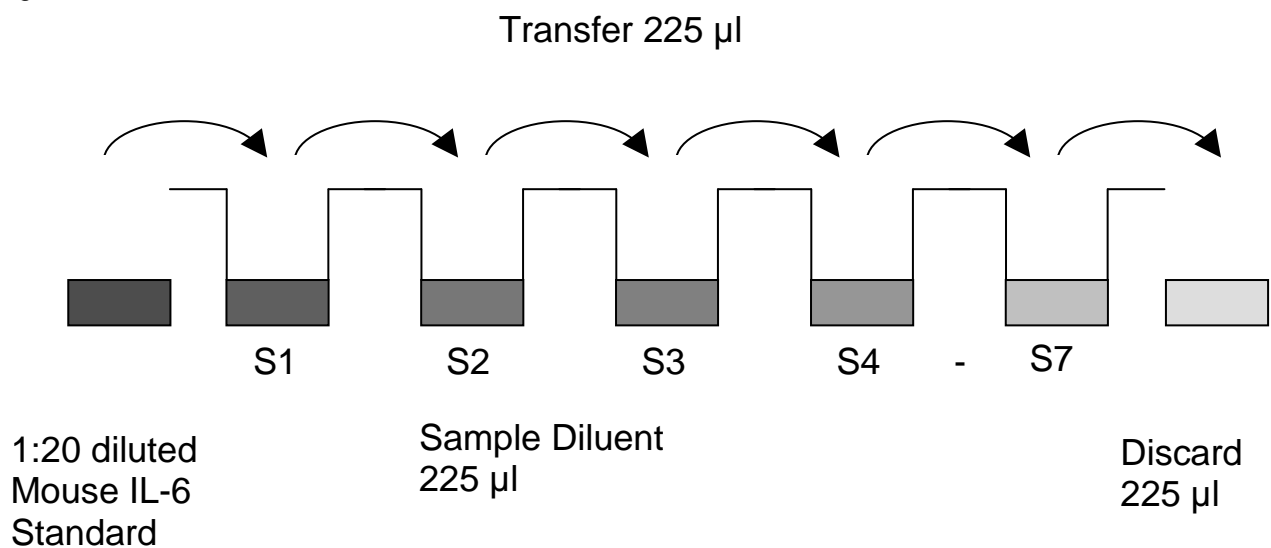 Transfer 225 µl
S1 S2 S3 S4 - S7
1:20 diluted
Mouse IL-6
Standard
Sample Diluent
225 µl
Discard
225 µl